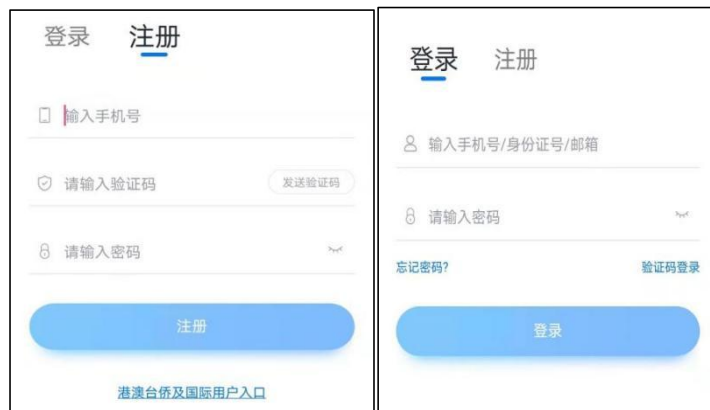 登录 注册
输入手机号
请输入验证码 发送验证码
请输入密码
注册
港澳台侨及国际用户入口
登录 注册
输入手机号/身份证号/邮箱
请输入密码
忘记密码? 验证码登录
登录